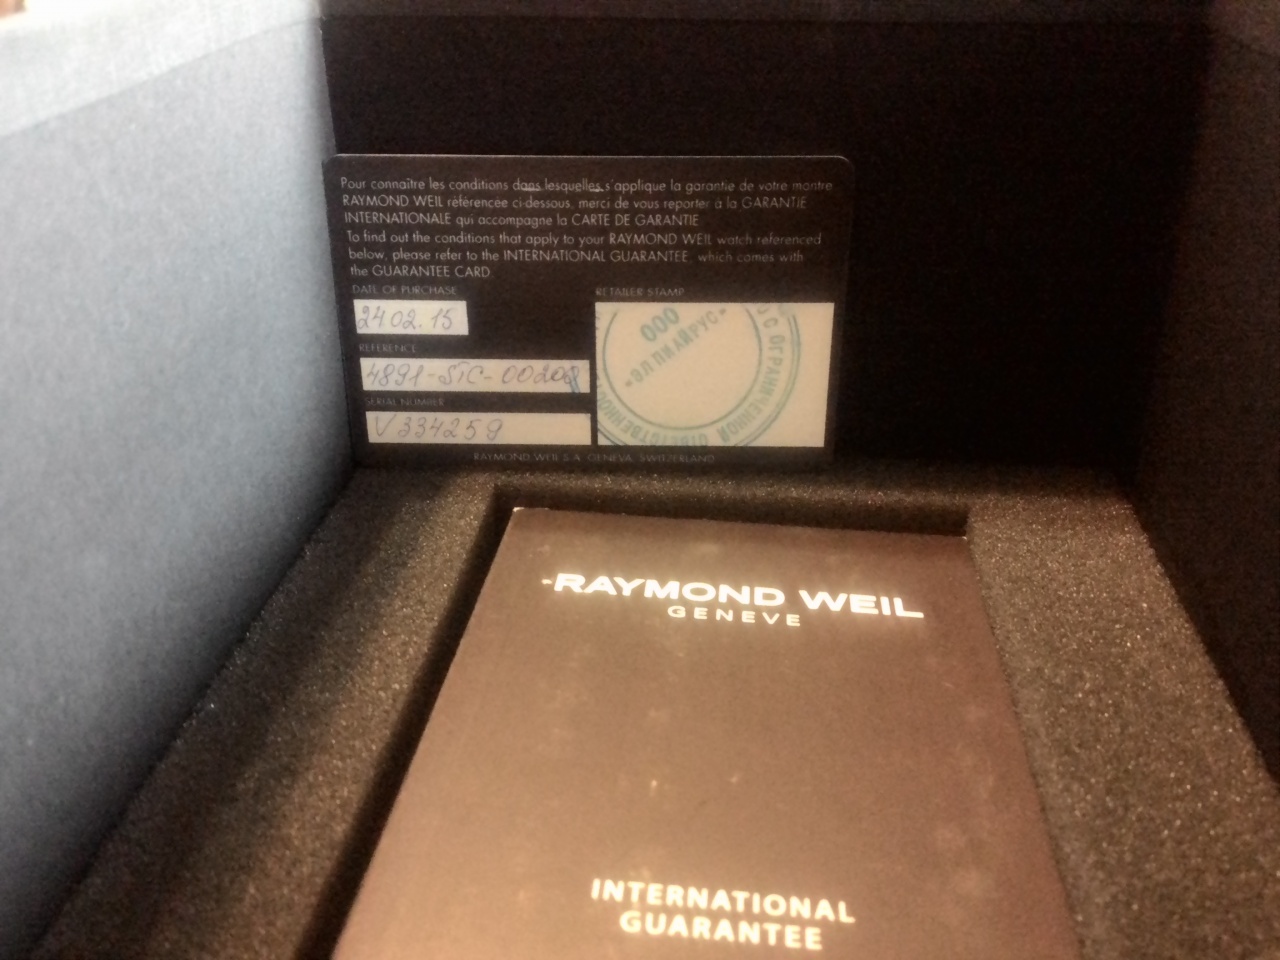 Pour connaître les conditions dans lesquelles s'applique la garantie de votre montre
RAYMOND WEIL référencée ci-dessous, merci de vous reporter à la GARANTIE
INTERNATIONALE qui accompagne la CARTE DE GARANTIE
To find out the conditions that apply to your RAYMOND WEIL watch referenced
below, please refer to the INTERNATIONAL GUARANTEE, which comes with
the GUARANTEE CARD.
DATE OF PURCHASE
24.02.15
RETAILER STAMP
ООО
С ОГРАНИЧЕННОЙ
REFERENCE
4891-STC-00208
SERIAL NUMBER
V334259
RAYMOND WEIL S.A. GENEVA, SWITZERLAND
RAYMOND WEIL
GENEVE
INTERNATIONAL
GUARANTEE